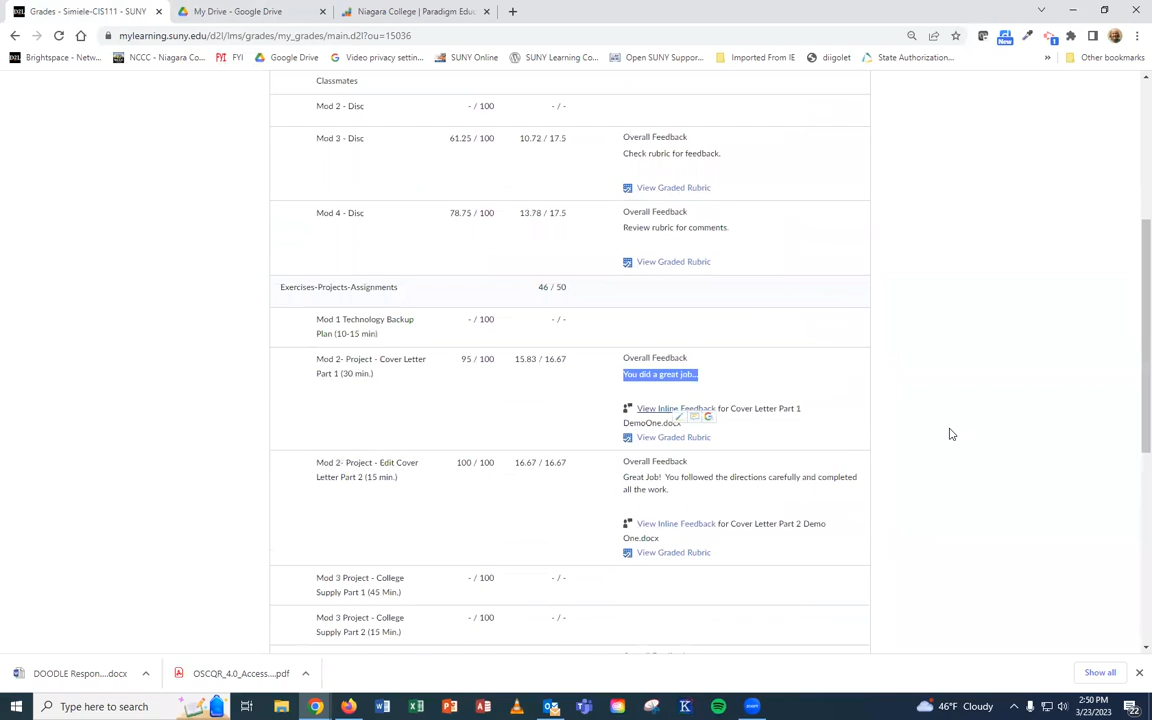 Grades - Simiele-CIS111 - SUNY
My Drive - Google Drive
Niagara College | Paradigm Educ
mylearning.suny.edu/d2l/lms/grades/my_grades/main.d2l?ou=15036
New
1
Brightspace - Netw...
NCCC - Niagara Co...
FYI
Google Drive
Video privacy settin...
SUNY Online
SUNY Learning Co...
Open SUNY Suppor...
Imported From IE
diigolet
State Authorization...
»
Other bookmarks
Classmates
Mod 2 - Disc - / 100 - / -
Mod 3 - Disc 61.25 / 100 10.72 / 17.5 Overall Feedback
Check rubric for feedback.
View Graded Rubric
Mod 4 - Disc 78.75 / 100 13.78 / 17.5 Overall Feedback
Review rubric for comments.
View Graded Rubric
Exercises-Projects-Assignments 46 / 50
Mod 1 Technology Backup - / 100 - / -
Plan (10-15 min)
Mod 2- Project - Cover Letter 95 / 100 15.83 / 16.67 Overall Feedback
Part 1 (30 min.) You did a great job...
View Inline Feedback for Cover Letter Part 1
DemoOne.docx
View Graded Rubric
Mod 2- Project - Edit Cover 100 / 100 16.67 / 16.67 Overall Feedback
Letter Part 2 (15 min.) Great Job! You followed the directions carefully and completed
all the work.
View Inline Feedback for Cover Letter Part 2 Demo
One.docx
View Graded Rubric
Mod 3 Project - College - / 100 - / -
Supply Part 1 (45 Min.)
Mod 3 Project - College - / 100 - / -
Supply Part 2 (15 Min.)
DOODLE Respon....docx
OSCQR_4.0_Access....pdf
Show all
Type here to search
46°F Cloudy
2:50 PM
3/23/2023
22